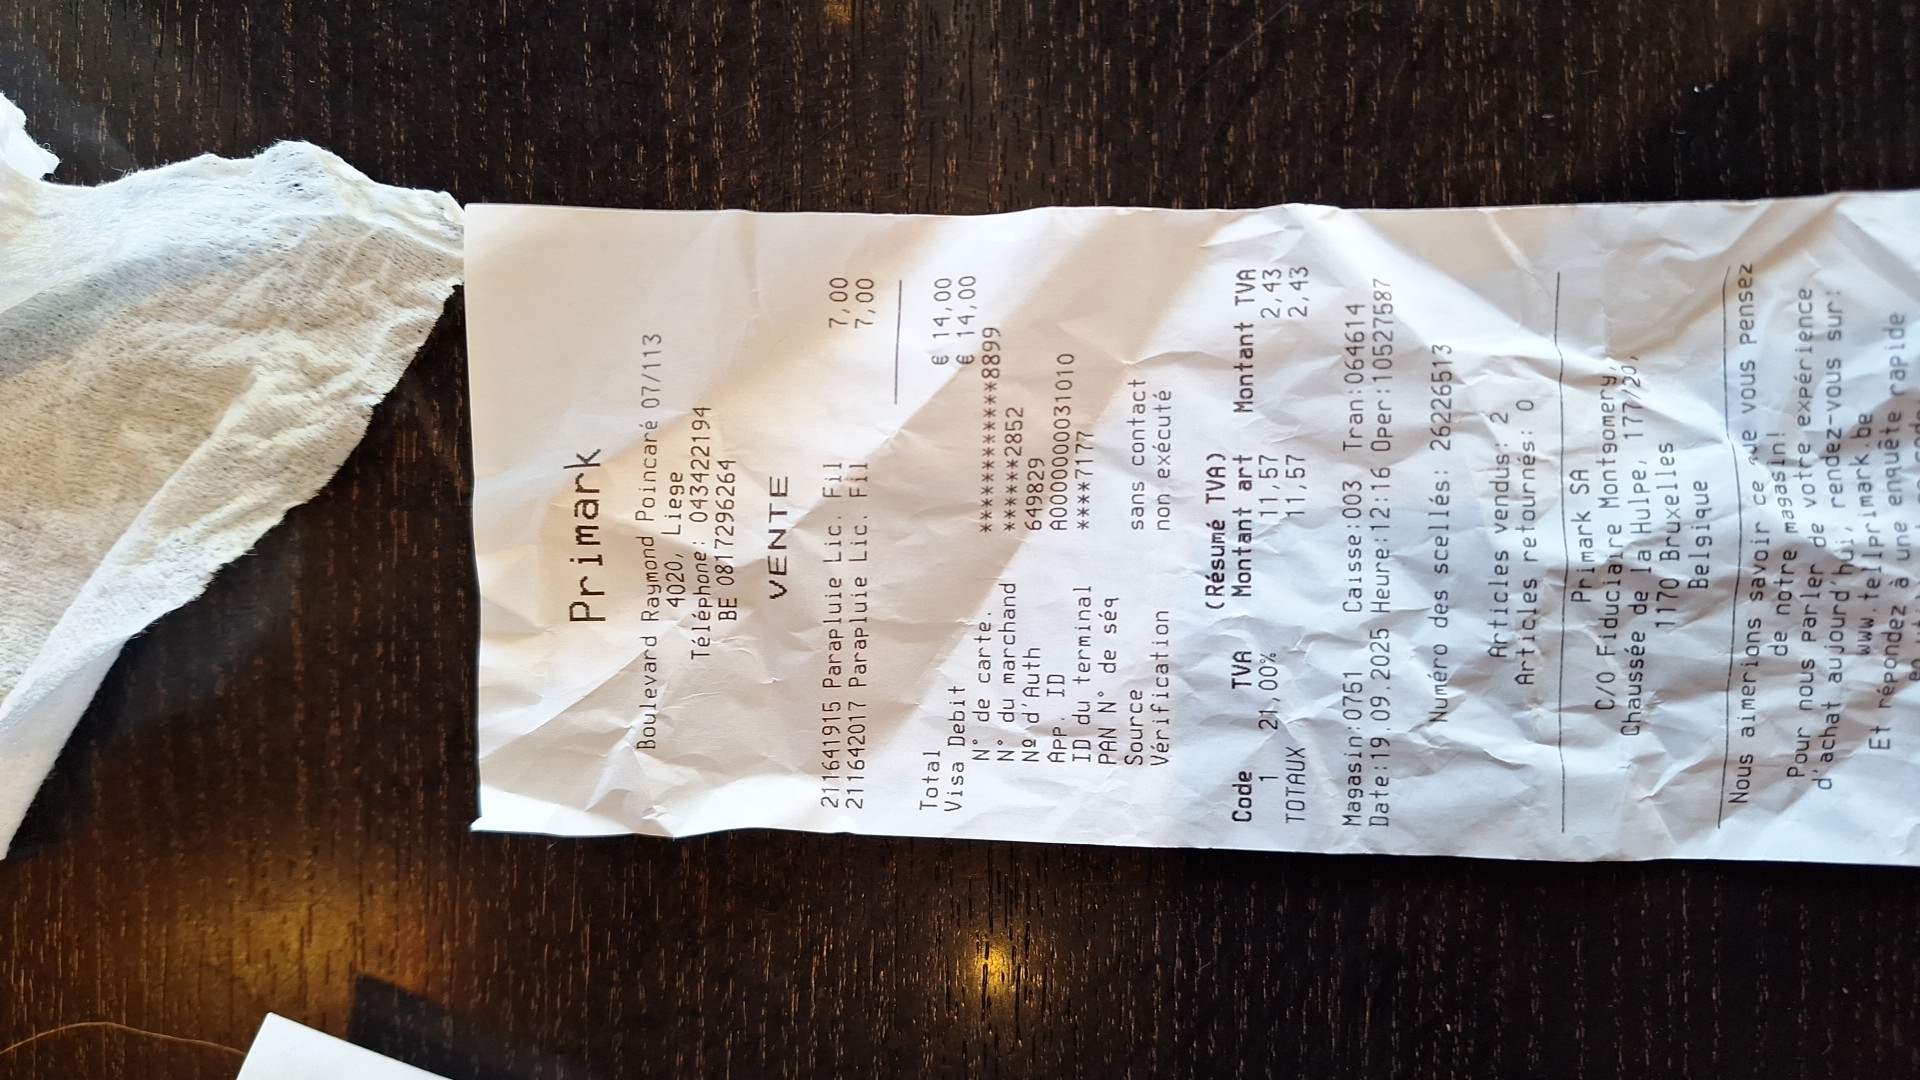 Primark
Boulevard Raymond Poincaré 07/113
4020, Liege
Téléphone: 043422194
BE 0817296264
VENTE
211641915 Parapluie Lic. Fil 7,00
211642017 Parapluie Lic. Fil 7,00
Total € 14,00
Visa Debit € 14,00
N° de carte. ************8899
N° du marchand ******2852
Nº d'Auth 649829
App. ID A0000000031010
ID du terminal ****7177
PAN N° de séq
Source sans contact
Vérification non exécuté
(Résumé TVA)
Code TVA Montant art Montant TVA
1 21,00% 11,57 2,43
TOTAUX 11,57 2,43
Magasin:0751 Caisse:003 Tran:064614
Date:19.09.2025 Heure:12:16 Oper:10527587
Numéro des scellés: 26226513
Articles vendus: 2
Articles retournés: 0
Primark SA
C/O Fiduciaire Montgomery,
Chaussée de la Hulpe, 177/20,
1170 Bruxelles
Belgique
Nous aimerions savoir ce que vous pensez
de notre magasin!
Pour nous parler de votre expérience
d'achat aujourd'hui, rendez-vous sur:
www.tellprimark.be
Et répondez à une enquête rapide